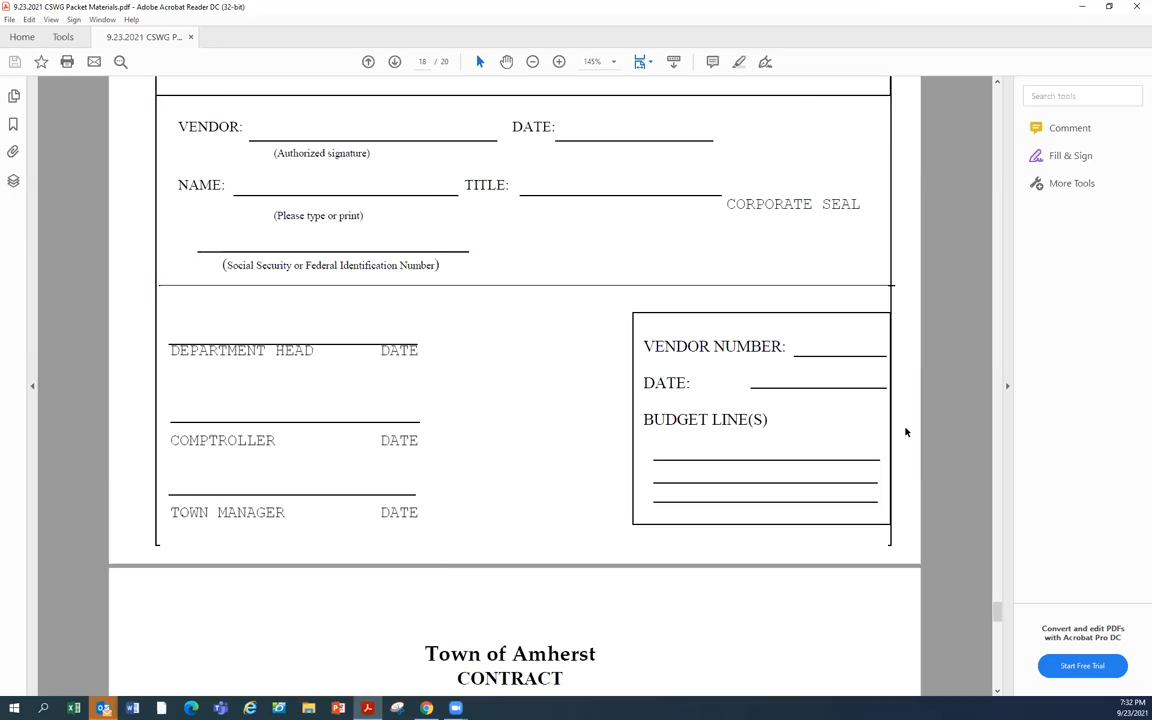 9.23.2021 CSWG Packet Materials.pdf - Adobe Acrobat Reader DC (32-bit)
File Edit View Sign Window Help
Home Tools 9.23.2021 CSWG P... ×
18 / 20 145%
Search tools
Comment
Fill & Sign
More Tools
VENDOR: DATE:
(Authorized signature)
NAME: TITLE:
CORPORATE SEAL
(Please type or print)
(Social Security or Federal Identification Number)
DEPARTMENT HEAD DATE
COMPTROLLER DATE
TOWN MANAGER DATE
VENDOR NUMBER:
DATE:
BUDGET LINE(S)
Town of Amherst
CONTRACT
Convert and edit PDFs
with Acrobat Pro DC
Start Free Trial
7:32 PM
9/23/2021